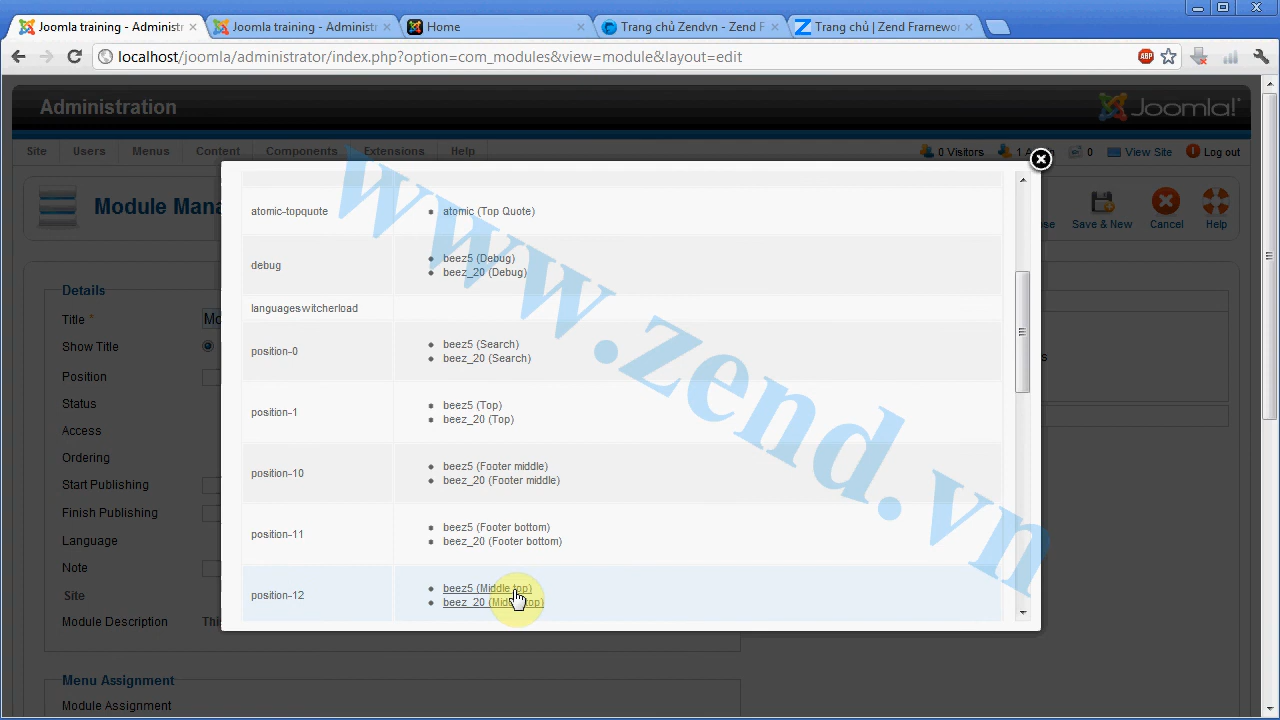 Joomla training - Administr
Joomla training - Administr
Home
Trang chủ Zendvn - Zend F
Trang chủ | Zend Framewor
localhost/joomla/administrator/index.php?option=com_modules&view=module&layout=edit
ABP
Administration
Joomla!
Site
Users
Menus
Content
Components
Extensions
Help
0 Visitors
0
View Site
Log out
Module Mana
Save & New
Cancel
Help
Details
Title *
Show Title
Position
Status
Access
Ordering
Start Publishing
Finish Publishing
Language
Note
Site
Module Description
Menu Assignment
Module Assignment
atomic-topquote
atomic (Top Quote)
debug
beez5 (Debug)
beez_20 (Debug)
languageswitcherload
position-0
beez5 (Search)
beez_20 (Search)
position-1
beez5 (Top)
beez_20 (Top)
position-10
beez5 (Footer middle)
beez_20 (Footer middle)
position-11
beez5 (Footer bottom)
beez_20 (Footer bottom)
position-12
beez5 (Middle top)
beez_20 (Middle top)
www.zend.vn